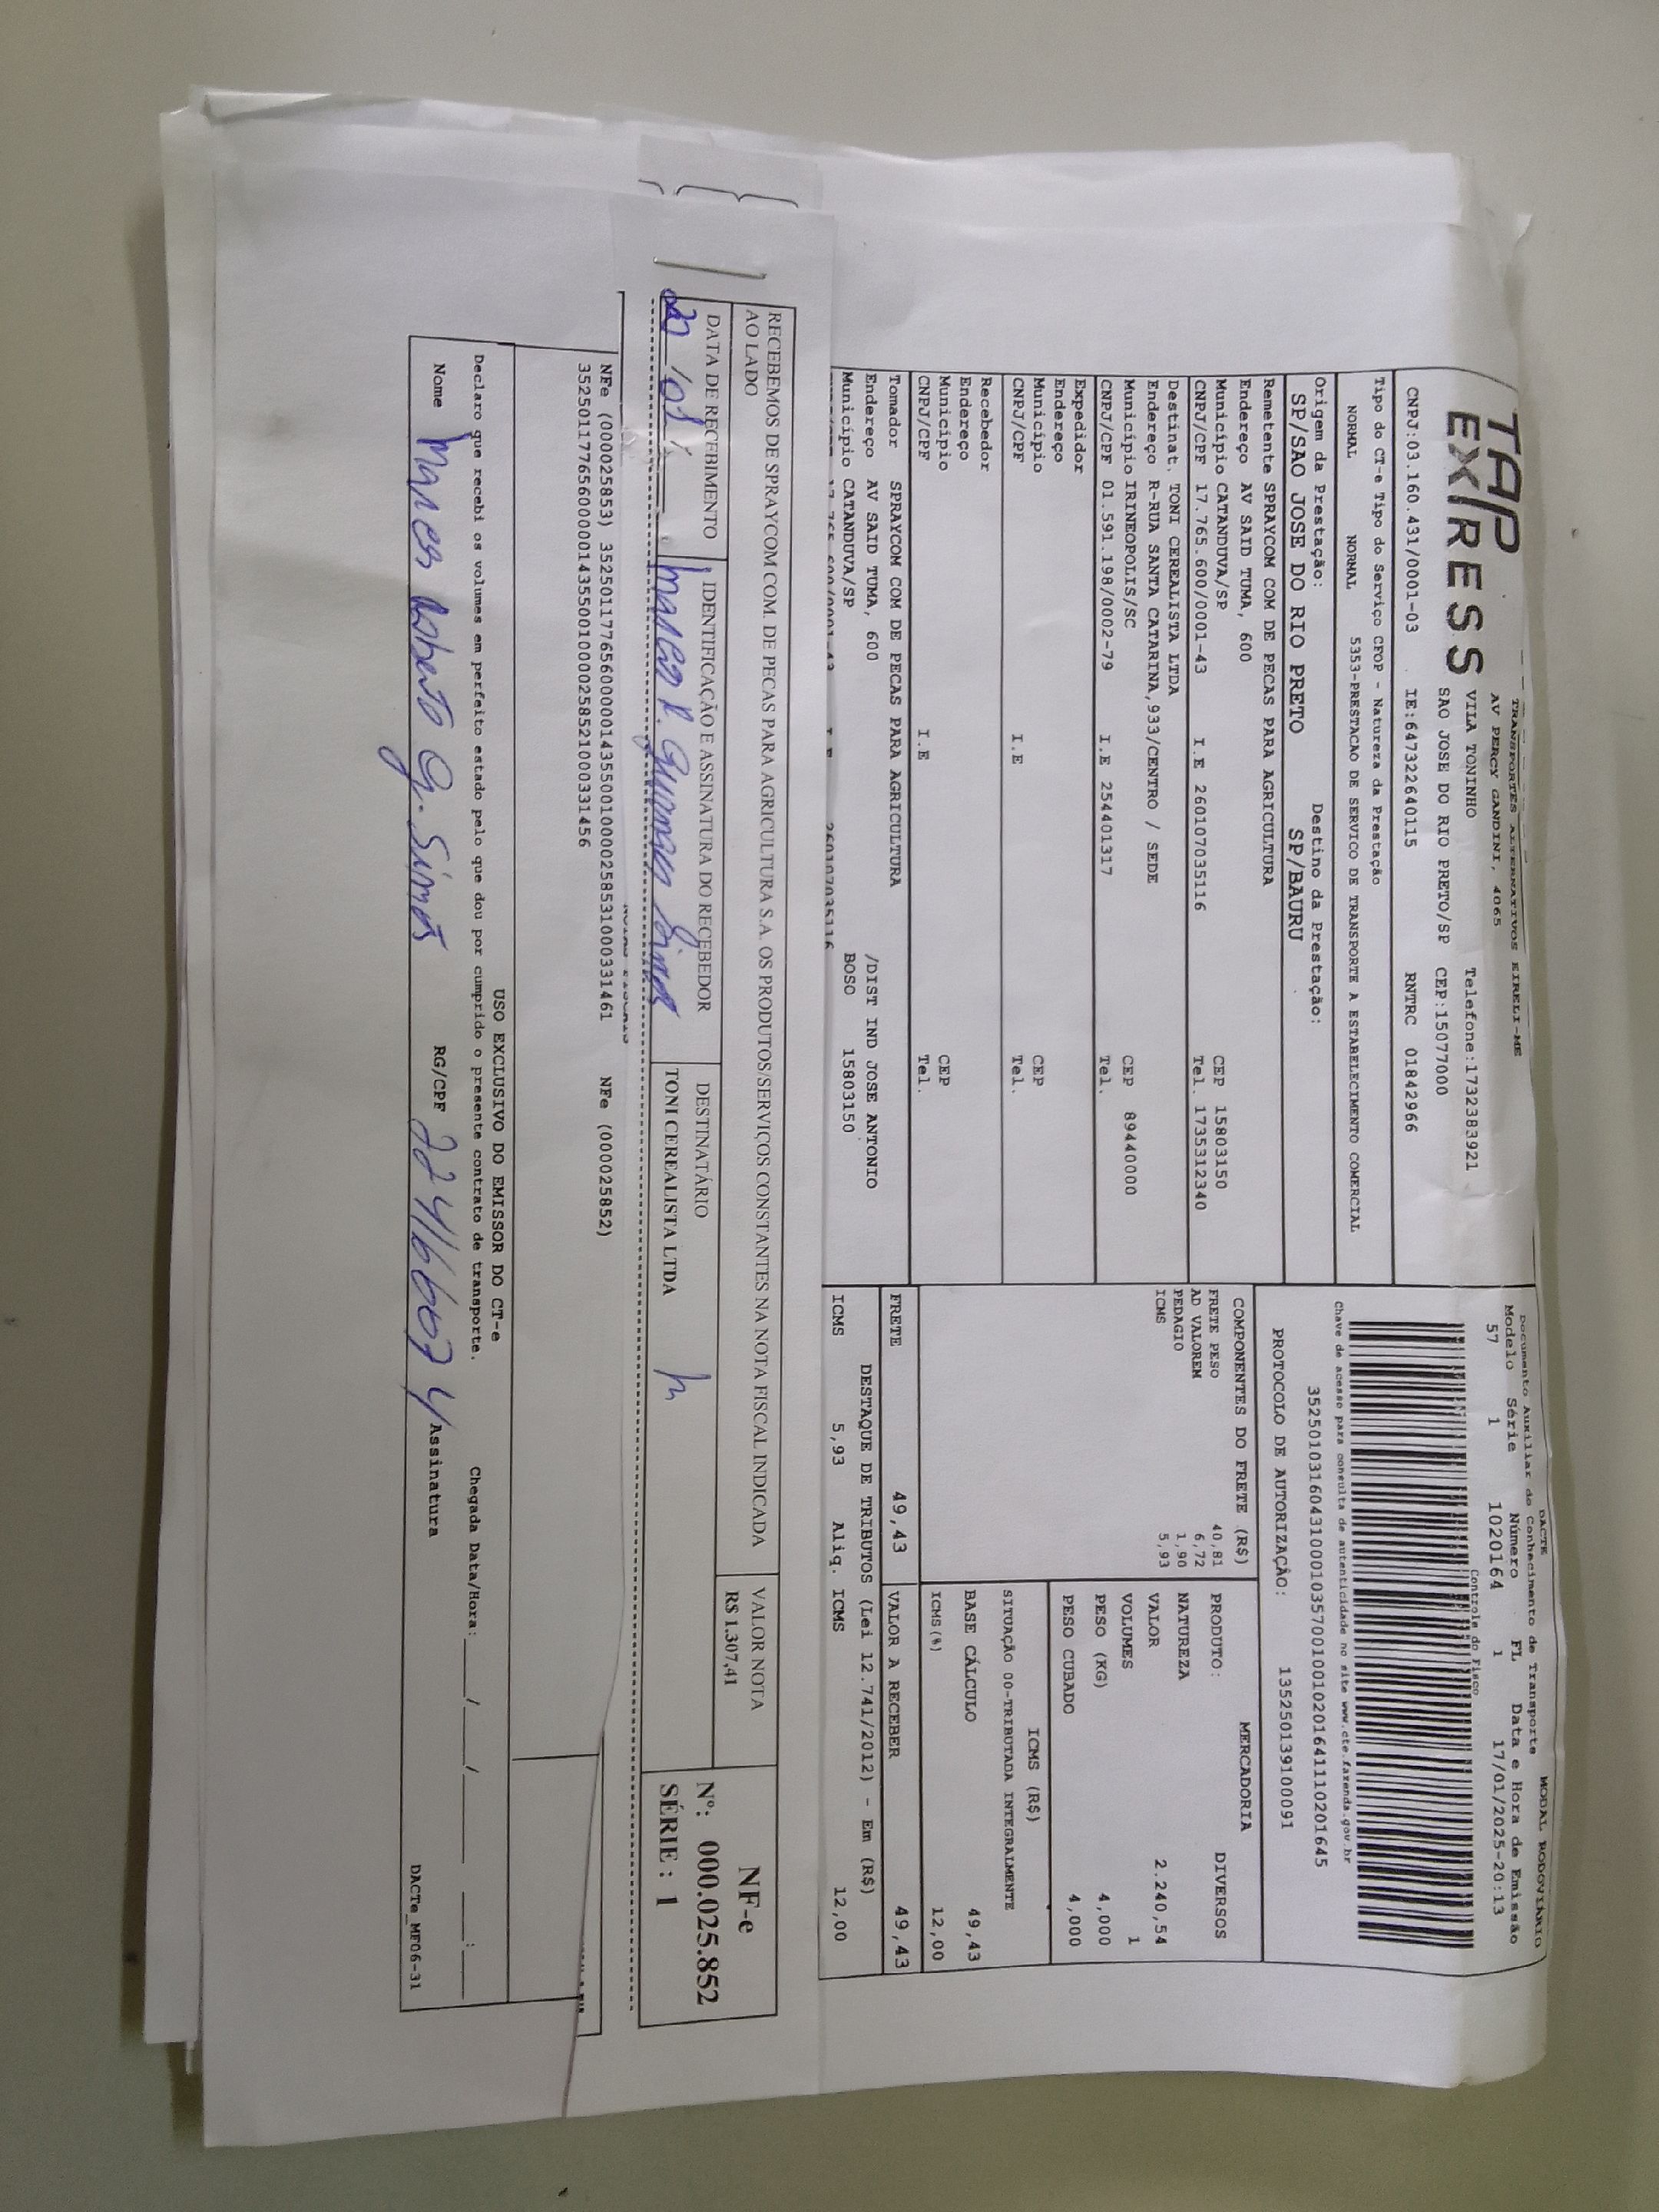 TAP
EXPRESS
TRANSPORTES ALTERNATIVOS EIRELI-ME
AV PERCY GANDINI, 4065
VILA TONINHO Telefone:1732383921
SAO JOSE DO RIO PRETO/SP CEP:15077000
CNPJ:03.160.431/0001-03 IE:647322640115 RNTRC 01842966
Tipo do CT-e Tipo do Serviço CFOP - Natureza da Prestação
NORMAL NORMAL 5353-PRESTACAO DE SERVICO DE TRANSPORTE A ESTABELECIMENTO COMERCIAL
Origem da Prestação: Destino da Prestação:
SP/SAO JOSE DO RIO PRETO SP/BAURU
Remetente SPRAYCOM COM DE PECAS PARA AGRICULTURA
Endereço AV SAID TUMA, 600
Município CATANDUVA/SP CEP 15803150
CNPJ/CPF 17.765.600/0001-43 I.E 260107035116 Tel. 1735312340
Destinat. TONI CEREALISTA LTDA
Endereço R-RUA SANTA CATARINA,933/CENTRO / SEDE
Município IRINEOPOLIS/SC CEP 89440000
CNPJ/CPF 01.591.198/0002-79 I.E 254401317 Tel.
Expedidor
Endereço
Município CEP
CNPJ/CPF I.E Tel.
Recebedor
Endereço
Município CEP
CNPJ/CPF I.E Tel.
Tomador SPRAYCOM COM DE PECAS PARA AGRICULTURA
Endereço AV SAID TUMA, 600 /DIST IND JOSE ANTONIO
Município CATANDUVA/SP BOSO 15803150
DACTE MODAL RODOVIÁRIO
Documento Auxiliar do Conhecimento de Transporte
Modelo Série Número FL Data e Hora de Emissão
57 1 1020164 1 17/01/2025-20:13
Controle do Fisco
Chave de acesso para consulta de autenticidade no site www.cte.fazenda.gov.br
35250103160431000103570010010201641110201645
PROTOCOLO DE AUTORIZAÇÃO: 135250139100091
COMPONENTES DO FRETE (R$)
FRETE PESO 40,81
AD VALOREM 6,72
PEDAGIO 1,90
ICMS 5,93
MERCADORIA
PRODUTO: DIVERSOS
NATUREZA
VALOR 2.240,54
VOLUMES 1
PESO (KG) 4,000
PESO CUBADO 4,000
ICMS (R$)
SITUAÇÃO 00-TRIBUTADA INTEGRALMENTE
BASE CÁLCULO 49,43
ICMS(%) 12,00
FRETE 49,43 VALOR A RECEBER 49,43
DESTAQUE DE TRIBUTOS (Lei 12.741/2012) - Em (R$)
ICMS 5,93 Aliq. ICMS 12,00
RECEBEMOS DE SPRAYCOM COM. DE PECAS PARA AGRICULTURA S.A. OS PRODUTOS/SERVIÇOS CONSTANTES NA NOTA FISCAL INDICADA
AO LADO
DATA DE RECEBIMENTO IDENTIFICAÇÃO E ASSINATURA DO RECEBEDOR DESTINATÁRIO VALOR NOTA
TONI CEREALISTA LTDA R$ 1.307,41
NF-e
Nº: 000.025.852
SÉRIE : 1
NFe (000025853) 35250117765600000143550010000258531000331461 NFe (000025852)
35250117765600000143550010000258521000331456
USO EXCLUSIVO DO EMISSOR DO CT-e
Declaro que recebi os volumes em perfeito estado pelo que dou por cumprido o presente contrato de transporte. Chegada Data/Hora:___/___/_____ ___:___
Nome RG/CPF Assinatura
DACTe_MF06-31